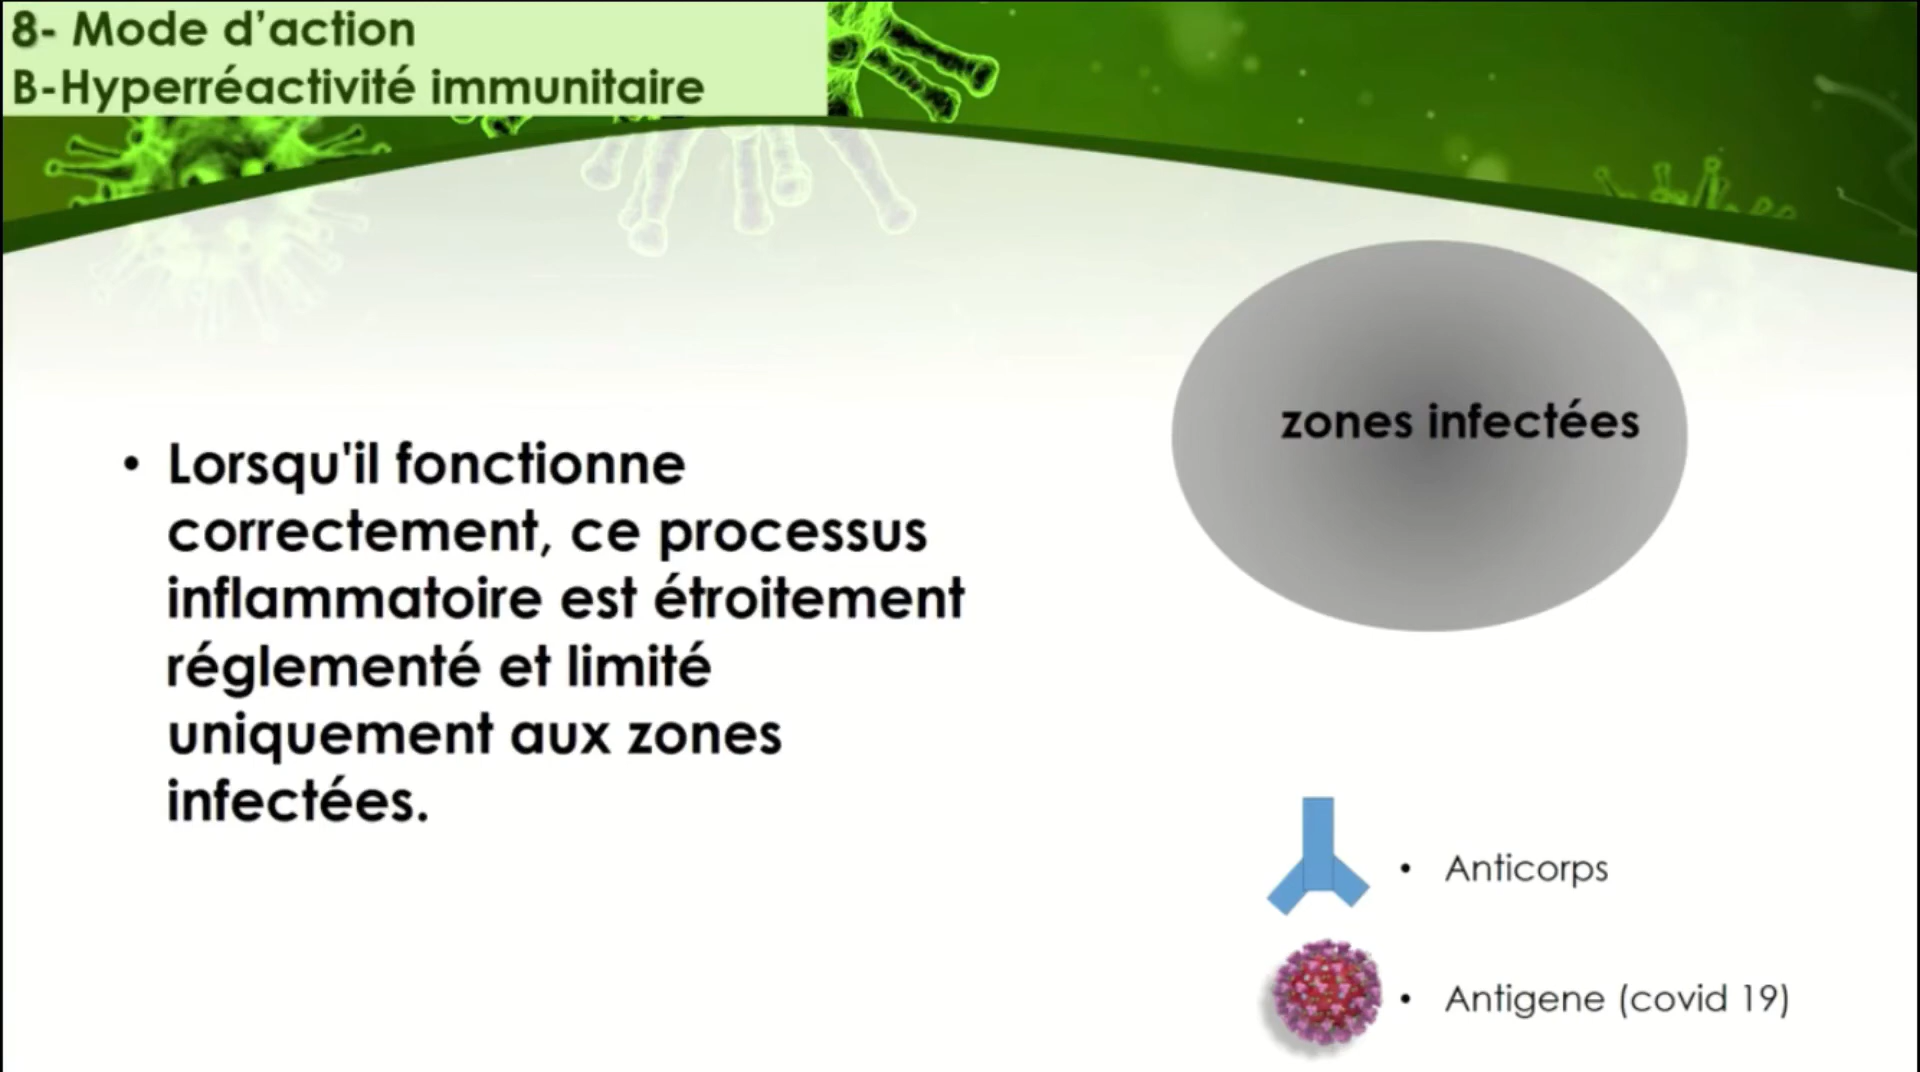 8- Mode d’action
B-Hyperréactivité immunitaire
zones infectées
• Lorsqu'il fonctionne
correctement, ce processus
inflammatoire est étroitement
réglementé et limité
uniquement aux zones
infectées.
• Anticorps
• Antigene (covid 19)